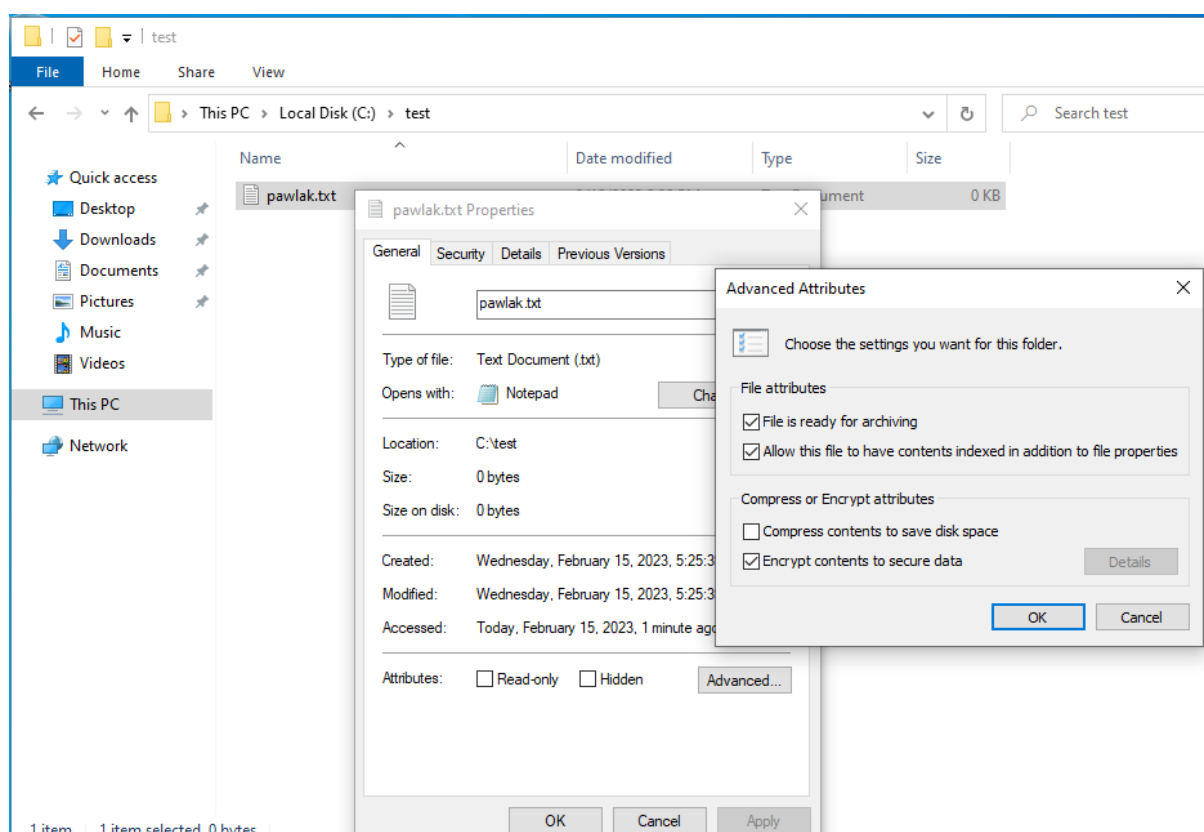 test
File Home Share View
This PC Local Disk (C:) test
Search test
Name Date modified Type Size
Quick access
pawlak.txt ument 0 KB
Desktop
pawlak.txt Properties
Downloads
General Security Details Previous Versions
Documents
Advanced Attributes
Pictures
pawlak.txt
Music
Choose the settings you want for this folder.
Videos
Type of file: Text Document (.txt)
File attributes
Opens with: Notepad Cha
This PC
File is ready for archiving
Network
Location: C:\test
Allow this file to have contents indexed in addition to file properties
Size: 0 bytes
Compress or Encrypt attributes
Size on disk: 0 bytes
Compress contents to save disk space
Created: Wednesday, February 15, 2023, 5:25:3
Encrypt contents to secure data Details
Modified: Wednesday, February 15, 2023, 5:25:3
OK Cancel
Accessed: Today, February 15, 2023, 1 minute ago
Attributes: Read-only Hidden Advanced...
OK Cancel Apply
1 item 1 item selected 0 bytes